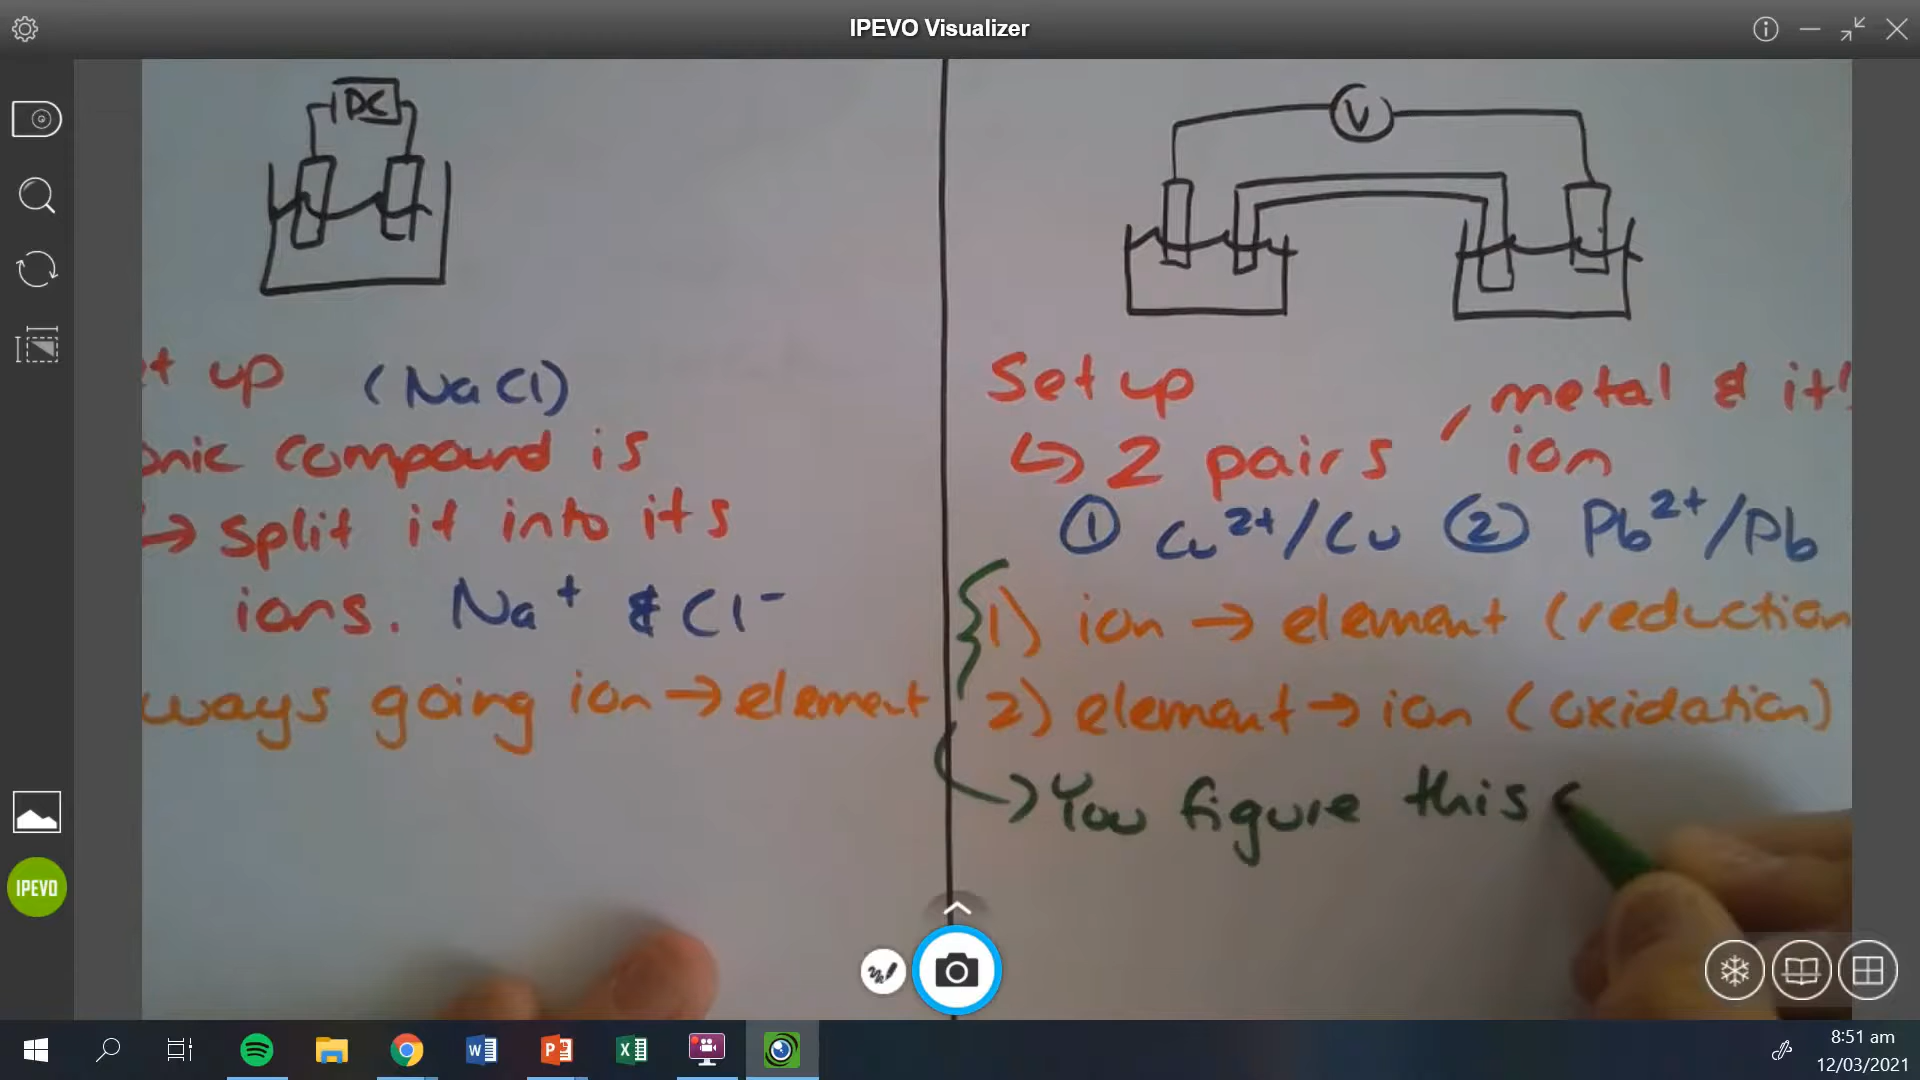 IPEVO Visualizer
DC
t up (NaCl)
onic compound is
→ split it into its
ions. Na⁺ & Cl⁻
ways going ion → element
V
Set up
↳ 2 pairs
metal & it's
ion
① Cu²⁺/Cu ② Pb²⁺/Pb
1) ion → element (reduction
2) element → ion (oxidation)
→ You figure this
IPEVO
8:51 am
12/03/2021